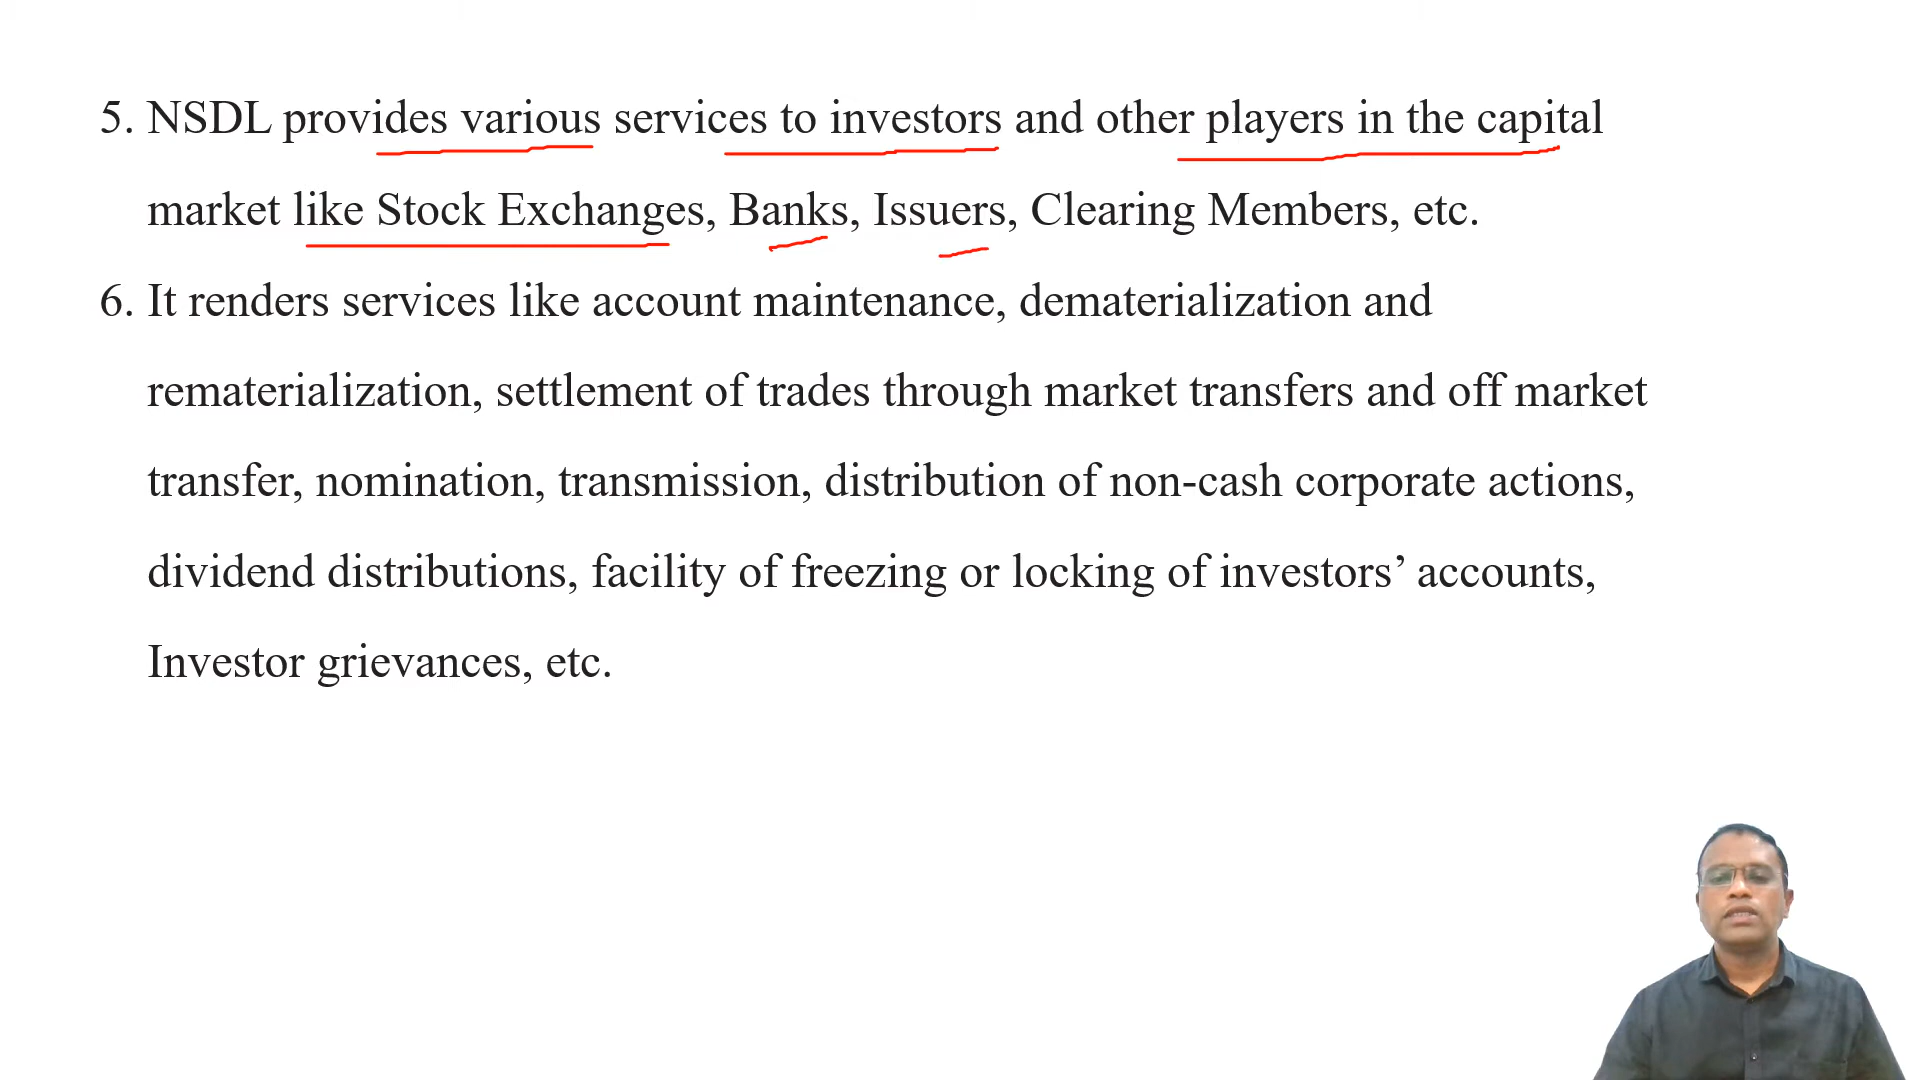 5. NSDL provides various services to investors and other players in the capital
market like Stock Exchanges, Banks, Issuers, Clearing Members, etc.
6. It renders services like account maintenance, dematerialization and
rematerialization, settlement of trades through market transfers and off market
transfer, nomination, transmission, distribution of non-cash corporate actions,
dividend distributions, facility of freezing or locking of investors’ accounts,
Investor grievances, etc.